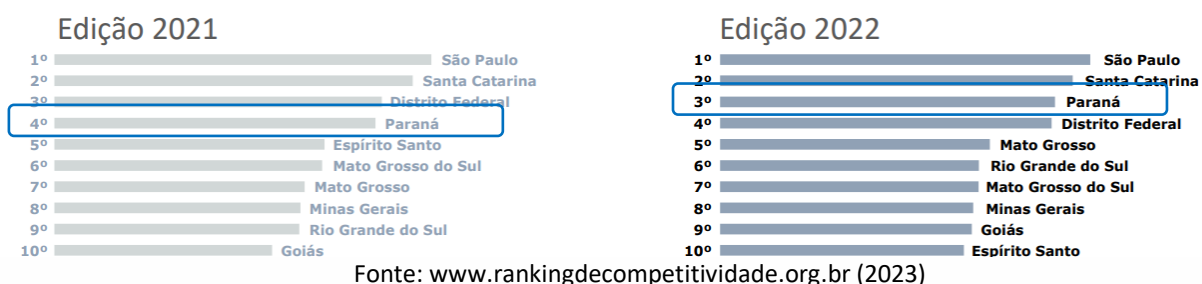 Edição 2021
1º São Paulo
2º Santa Catarina
3º Distrito Federal
4º Paraná
5º Espírito Santo
6º Mato Grosso do Sul
7º Mato Grosso
8º Minas Gerais
9º Rio Grande do Sul
10º Goiás
Edição 2022
1º São Paulo
2º Santa Catarina
3º Paraná
4º Distrito Federal
5º Mato Grosso
6º Rio Grande do Sul
7º Mato Grosso do Sul
8º Minas Gerais
9º Goiás
10º Espírito Santo
Fonte: www.rankingdecompetitividade.org.br (2023)